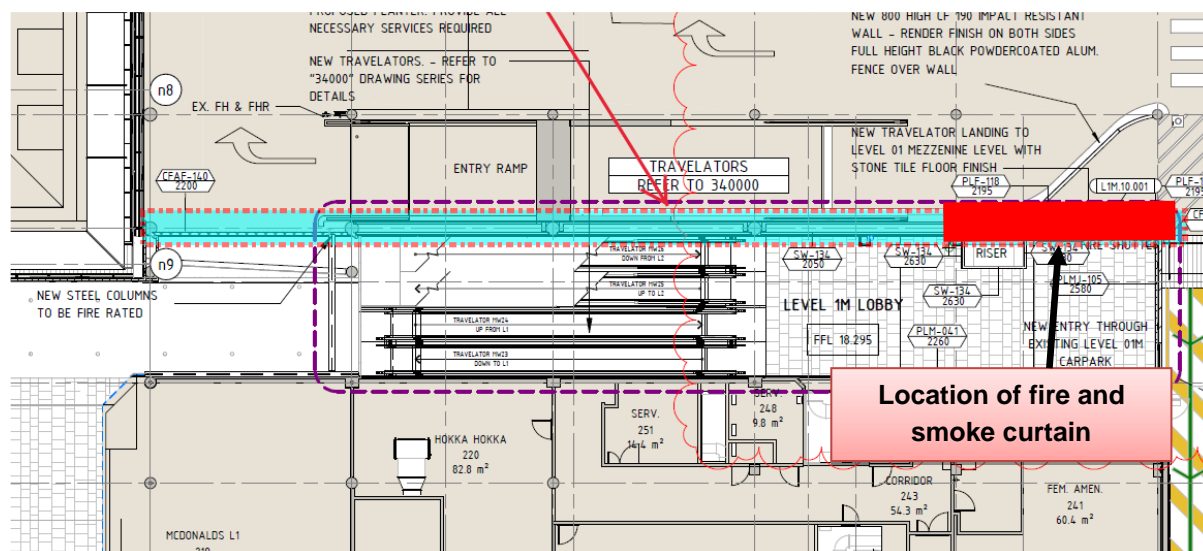 PROPOSED PLANTER. PROVIDE ALL
NECESSARY SERVICES REQUIRED
NEW TRAVELATORS. - REFER TO
"34000" DRAWING SERIES FOR
DETAILS
NEW 800 HIGH CF 190 IMPACT RESISTANT
WALL - RENDER FINISH ON BOTH SIDES
FULL HEIGHT BLACK POWDERCOATED ALUM.
FENCE OVER WALL
n8
EX. FH & FHR
ENTRY RAMP
TRAVELATORS
REFER TO 340000
NEW TRAVELATOR LANDING TO
LEVEL 01 MEZZENINE LEVEL WITH
STONE TILE FLOOR FINISH
CFAF-140
2200
PLF-118
2195
L1M.10.001
2195
n9
NEW STEEL COLUMNS
TO BE FIRE RATED
TRAVELATOR MW26
DOWN FROM L2
TRAVELATOR MW25
UP TO L2
TRAVELATOR MW24
UP FROM L1
TRAVELATOR MW23
DOWN TO L1
SW-134
2050
SW-134
2630
RISER
SW-134
2630
PLMJ-105
2580
LEVEL 1M LOBBY
FFL 18.295
PLM-041
2260
NEW ENTRY THROUGH
EXISTING LEVEL 01M
CARPARK
Location of fire and
smoke curtain
HOKKA HOKKA
220
82.8 m²
SERV.
251
14.4 m²
SERV.
248
9.8 m²
CORRIDOR
243
54.3 m²
FEM. AMEN.
241
60.4 m²
MCDONALDS L1